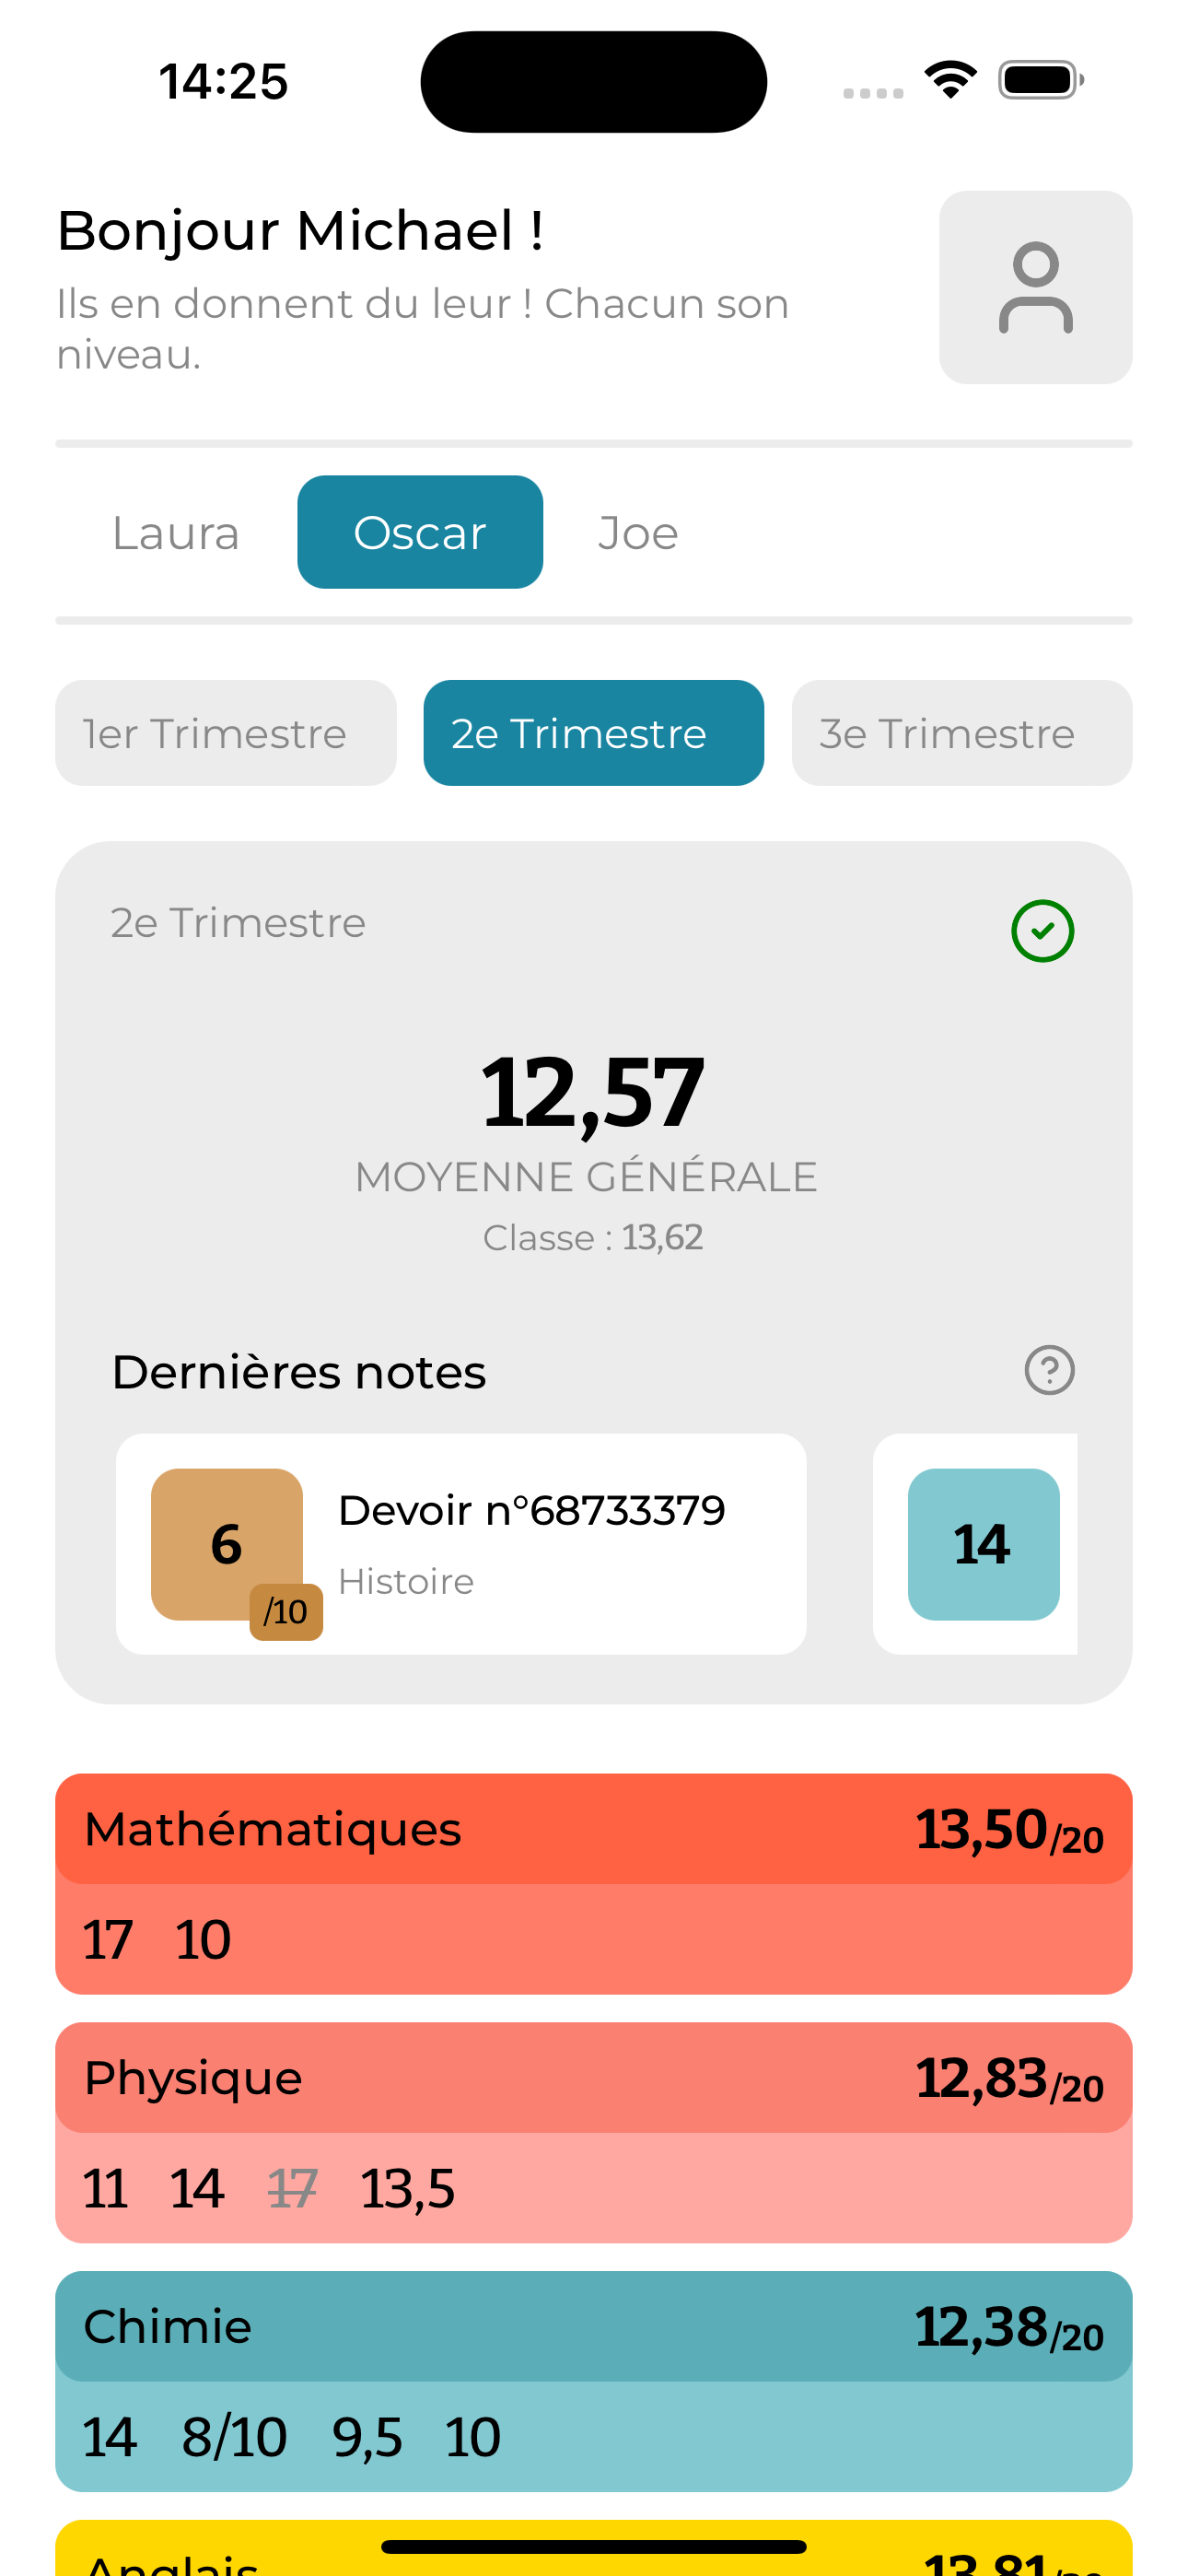 14:25
Bonjour Michael !
Ils en donnent du leur ! Chacun son
niveau.
Laura Oscar Joe
1er Trimestre 2e Trimestre 3e Trimestre
2e Trimestre
12,57
MOYENNE GÉNÉRALE
Classe : 13,62
Dernières notes
6 /10 Devoir n°68733379
Histoire
14
Mathématiques 13,50/20
17 10
Physique 12,83/20
11 14 17 13,5
Chimie 12,38/20
14 8/10 9,5 10
Anglais 13,81/20